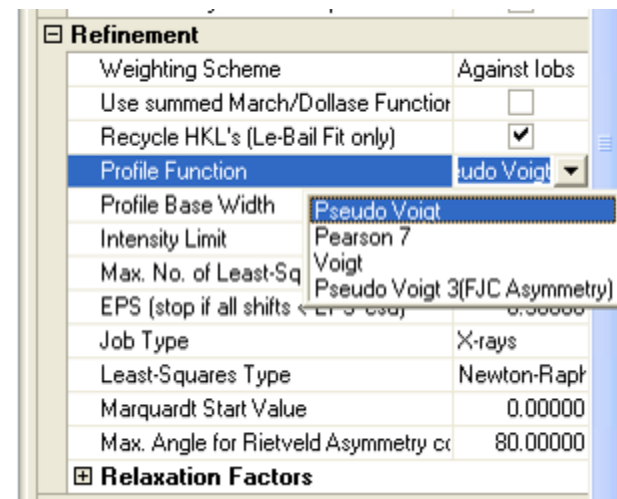 Refinement
Weighting Scheme Against Iobs
Use summed March/Dollase Function
Recycle HKL's (Le-Bail Fit only)
Profile Function udo Voigt
Profile Base Width
Pseudo Voigt
Intensity Limit
Pearson 7
Voigt
Max. No. of Least-Sq
Pseudo Voigt 3(FJC Asymmetry)
EPS (stop if all shifts <
Job Type X-rays
Least-Squares Type Newton-Raph
Marquardt Start Value 0.00000
Max. Angle for Rietveld Asymmetry co 80.00000
Relaxation Factors